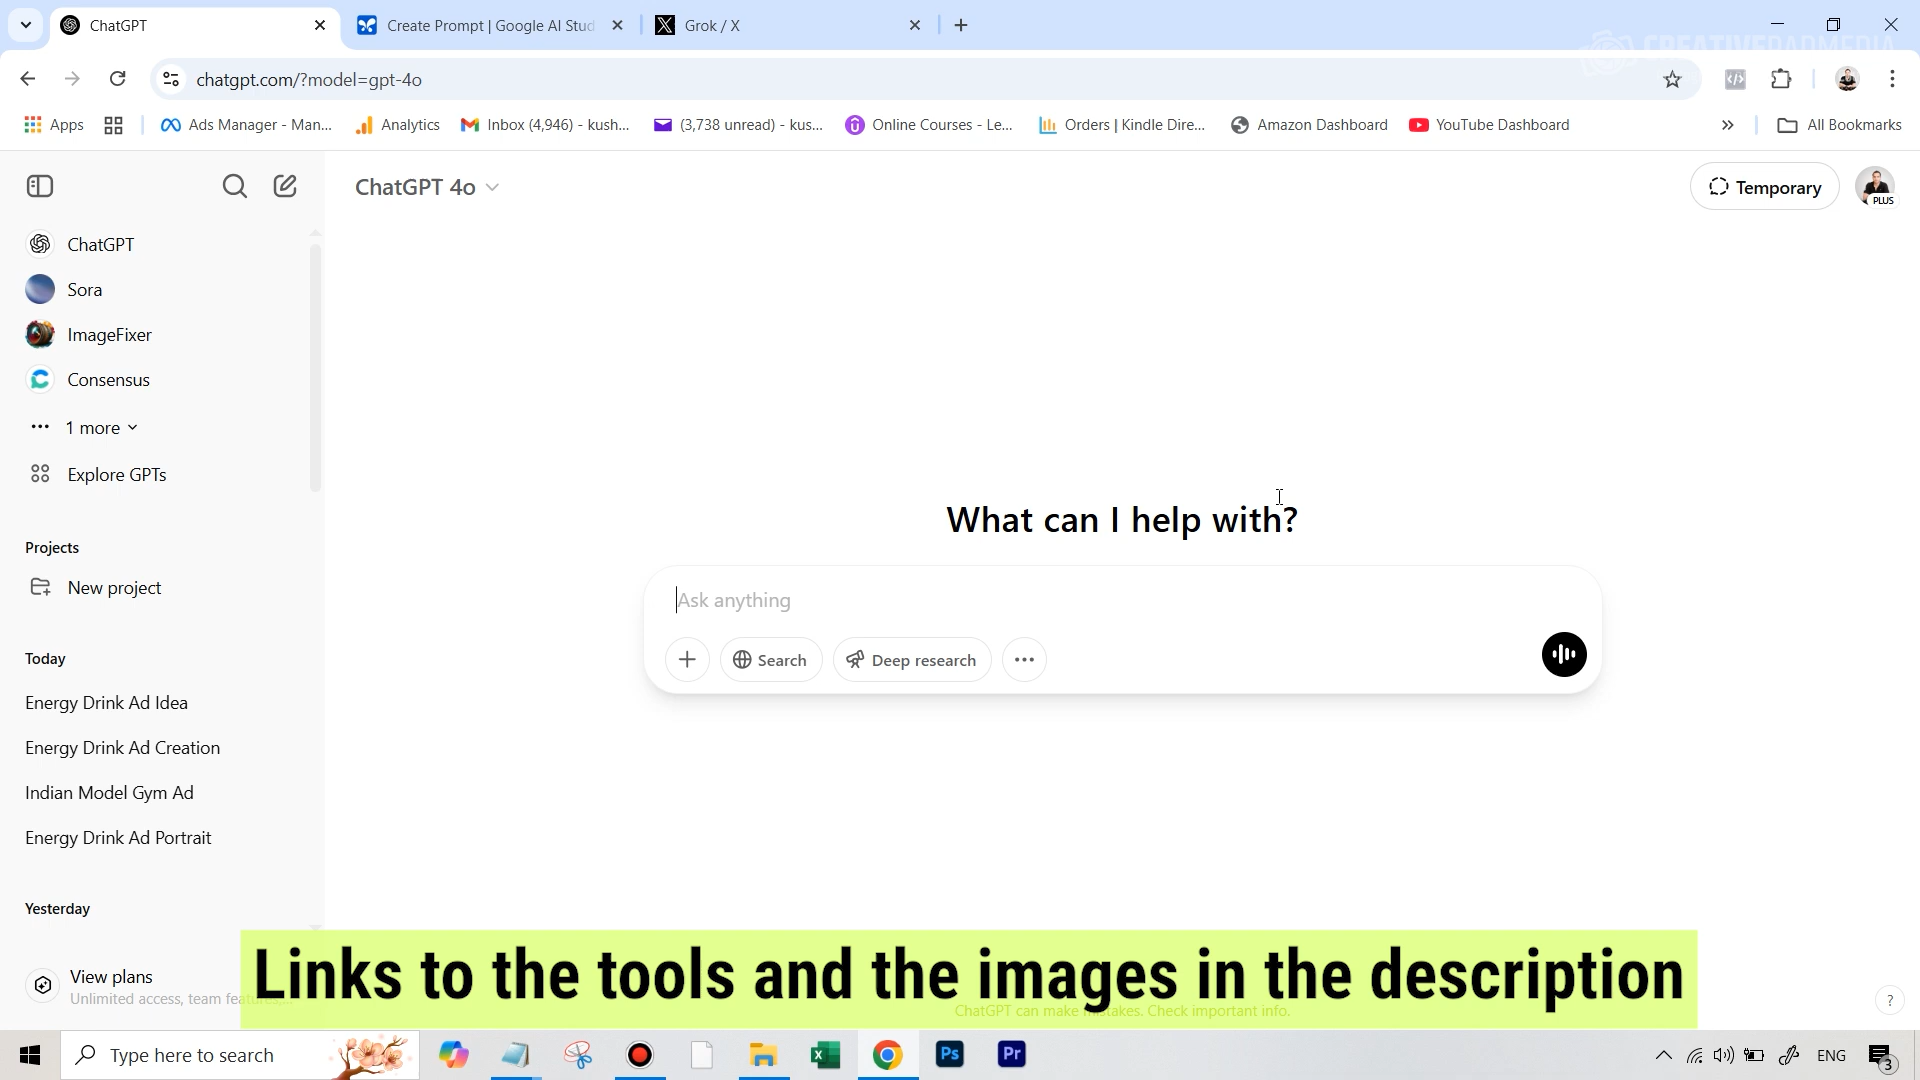 ChatGPT
Create Prompt | Google AI Stud
Grok / X
CREATIVEPADMEDIA
chatgpt.com/?model=gpt-4o
Apps
Ads Manager - Man...
Analytics
Inbox (4,946) - kush...
(3,738 unread) - kus...
Online Courses - Le...
Orders | Kindle Dire...
Amazon Dashboard
YouTube Dashboard
All Bookmarks
ChatGPT 4o
Temporary
PLUS
ChatGPT
Sora
ImageFixer
Consensus
1 more
Explore GPTs
Projects
New project
Today
Energy Drink Ad Idea
Energy Drink Ad Creation
Indian Model Gym Ad
Energy Drink Ad Portrait
Yesterday
View plans
Unlimited access, team features,...
What can I help with?
Ask anything
Search
Deep research
Links to the tools and the images in the description
ChatGPT can make mistakes. Check important info.
?
Type here to search
Ps
Pr
ENG
3